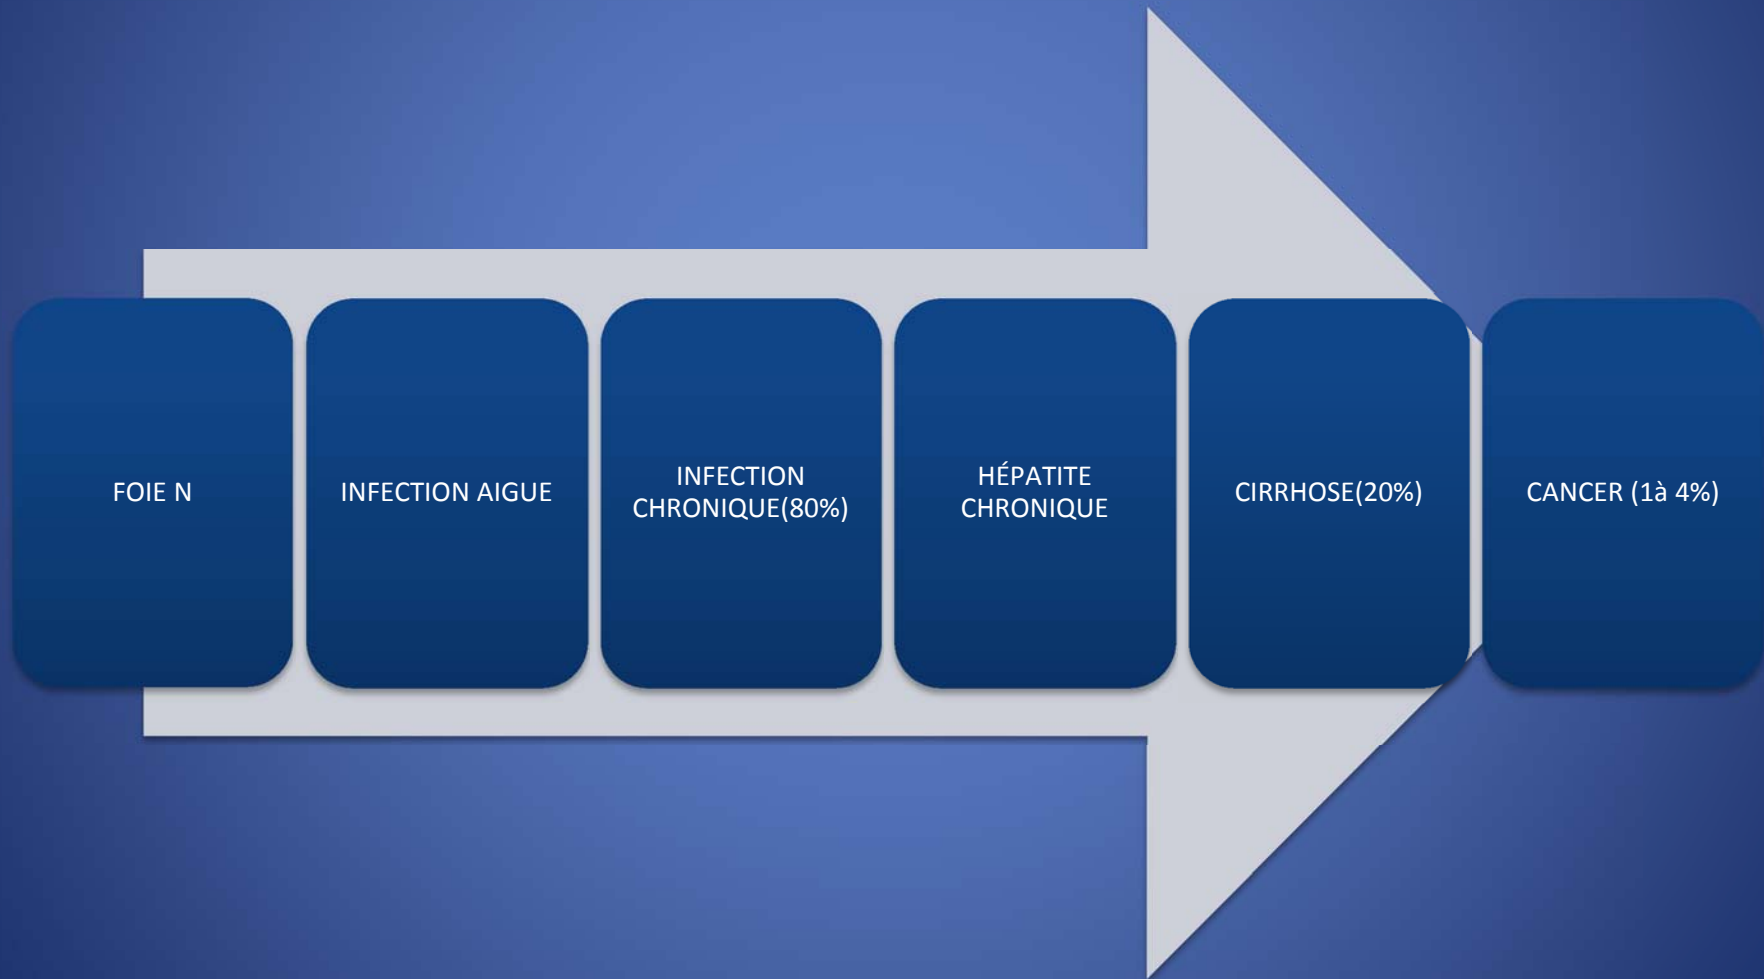 FOIE N
INFECTION AIGUE
INFECTION
CHRONIQUE(80%)
HÉPATITE
CHRONIQUE
CIRRHOSE(20%)
CANCER (1à 4%)